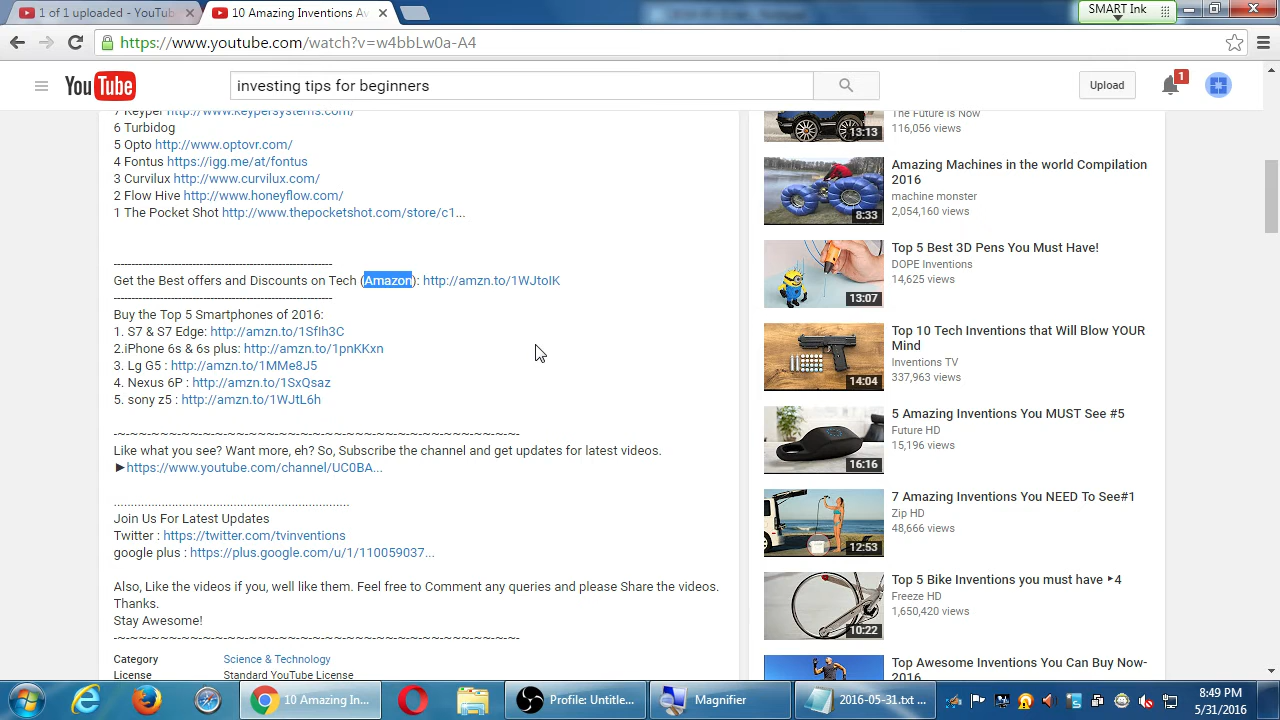 1 of 1 uploaded - YouTub
10 Amazing Inventions Av
SMART Ink
https://www.youtube.com/watch?v=w4bbLw0a-A4
YouTube
investing tips for beginners
Upload
1
7 Keyper http://www.keypersystems.com/
6 Turbidog
5 Opto http://www.optovr.com/
4 Fontus https://igg.me/at/fontus
3 Curvilux http://www.curvilux.com/
2 Flow Hive http://www.honeyflow.com/
1 The Pocket Shot http://www.thepocketshot.com/store/c1...
Get the Best offers and Discounts on Tech (Amazon): http://amzn.to/1WJtoIK
Buy the Top 5 Smartphones of 2016:
1. S7 & S7 Edge: http://amzn.to/1SfIh3C
2.iPhone 6s & 6s plus: http://amzn.to/1pnKKxn
3. Lg G5 : http://amzn.to/1MMe8J5
4. Nexus 6P : http://amzn.to/1SxQsaz
5. sony z5 : http://amzn.to/1WJtL6h
-~-~-~-~-~-~-~-~-~-~-~-~-~-~-~-~-~-~-~-~-~-~-~-~-~-~-
Like what you see? Want more, eh? So, Subscribe the channel and get updates for latest videos.
►https://www.youtube.com/channel/UC0BA...
Join Us For Latest Updates
Twitter : https://twitter.com/tvinventions
google plus : https://plus.google.com/u/1/110059037...
Also, Like the videos if you, well like them. Feel free to Comment any queries and please Share the videos.
Thanks.
Stay Awesome!
-~-~-~-~-~-~-~-~-~-~-~-~-~-~-~-~-~-~-~-~-~-~-~-~-~-~-
Category Science & Technology
License Standard YouTube License
The Future Is Now
116,056 views
13:13
Amazing Machines in the world Compilation
2016
machine monster
2,054,160 views
8:33
Top 5 Best 3D Pens You Must Have!
DOPE Inventions
14,625 views
13:07
Top 10 Tech Inventions that Will Blow YOUR
Mind
Inventions TV
337,963 views
14:04
5 Amazing Inventions You MUST See #5
Future HD
15,196 views
16:16
7 Amazing Inventions You NEED To See#1
Zip HD
48,666 views
12:53
Top 5 Bike Inventions you must have ‣4
Freeze HD
1,650,420 views
10:22
Top Awesome Inventions You Can Buy Now-
2016
10 Amazing In...
Profile: Untitle...
Magnifier
2016-05-31.txt ...
8:49 PM
5/31/2016